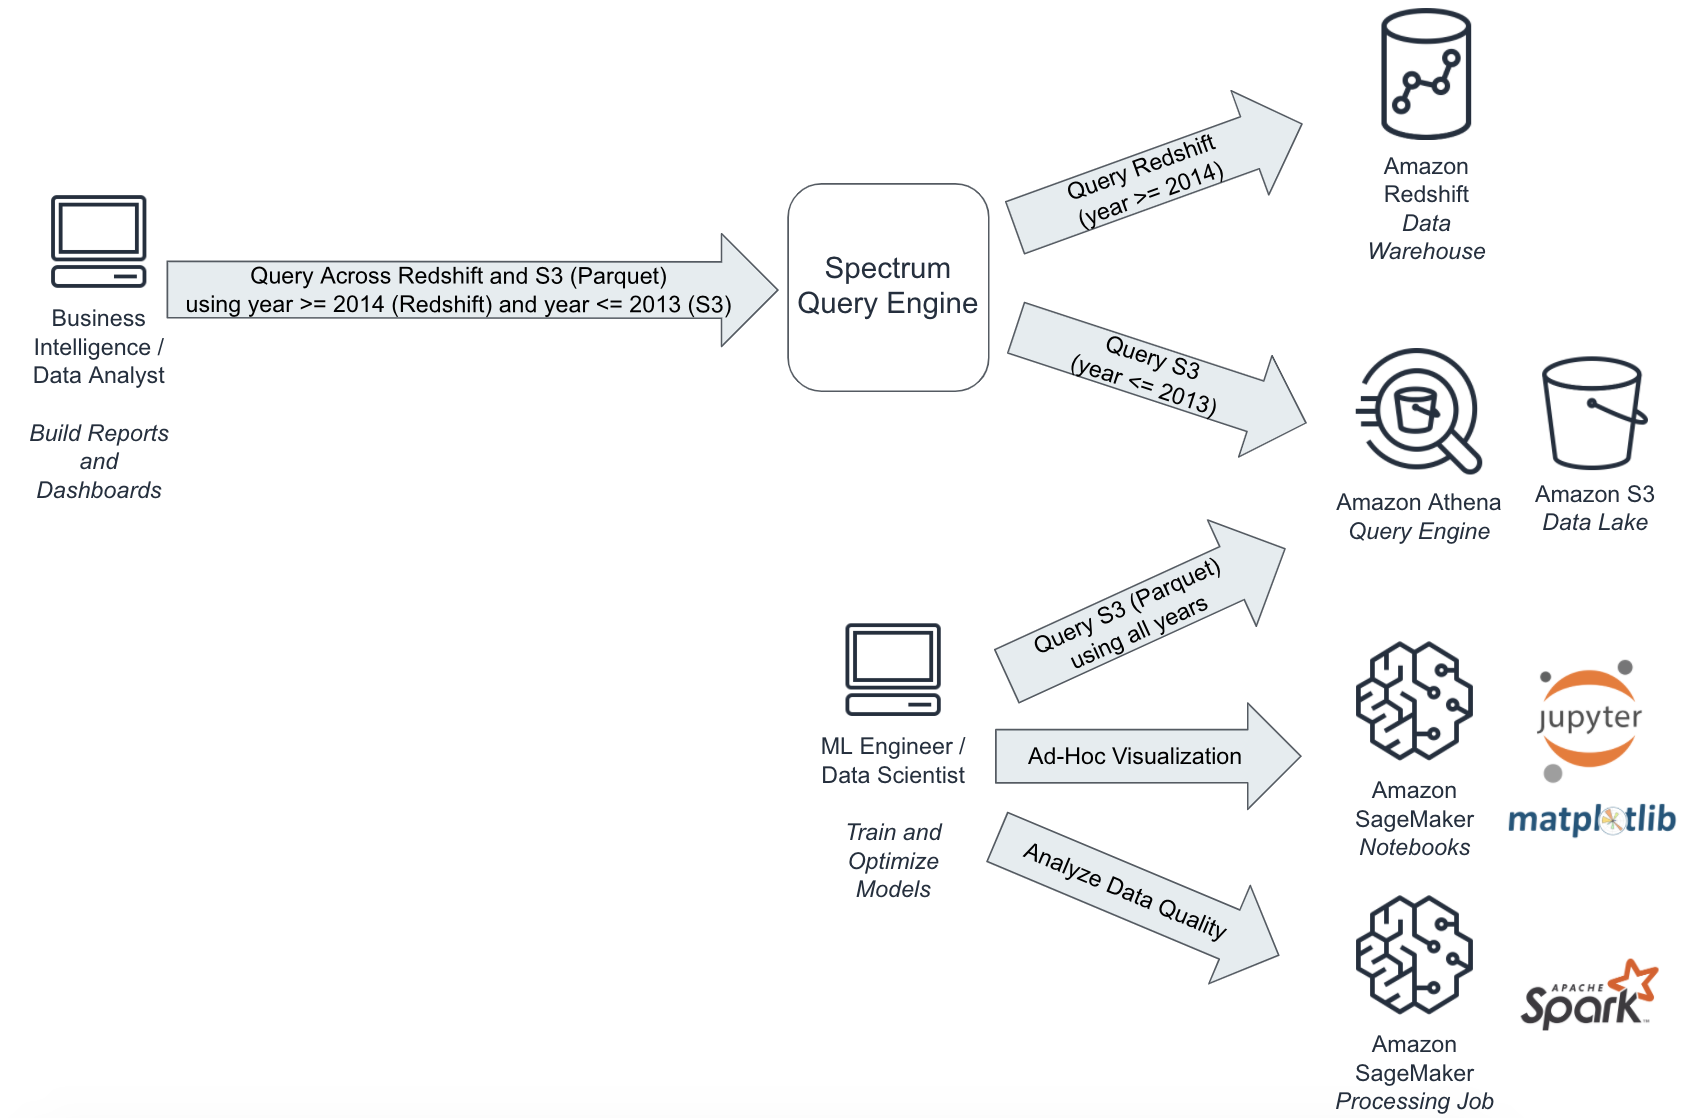 Business
Intelligence /
Data Analyst
Build Reports
and
Dashboards
Query Across Redshift and S3 (Parquet)
using year >= 2014 (Redshift) and year <= 2013 (S3)
Spectrum
Query Engine
Query Redshift
(year >= 2014)
Amazon
Redshift
Data
Warehouse
Query S3
(year <= 2013)
Amazon Athena
Query Engine
Amazon S3
Data Lake
ML Engineer /
Data Scientist
Train and
Optimize
Models
Query S3 (Parquet)
using all years
Ad-Hoc Visualization
Amazon
SageMaker
Notebooks
jupyter
matplotlib
Analyze Data Quality
Amazon
SageMaker
Processing Job
APACHE
Spark™